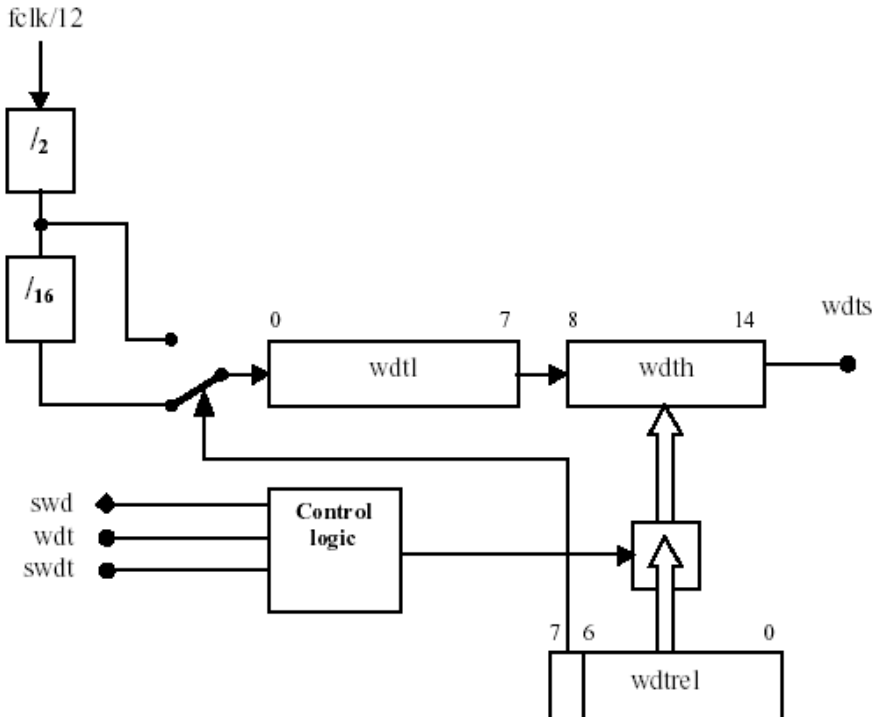 fclk/12
/2
/16
0 7 8 14 wdts
wdtl wdth
swd
wdt
swdt
Control
logic
7 6 0
wdtrel